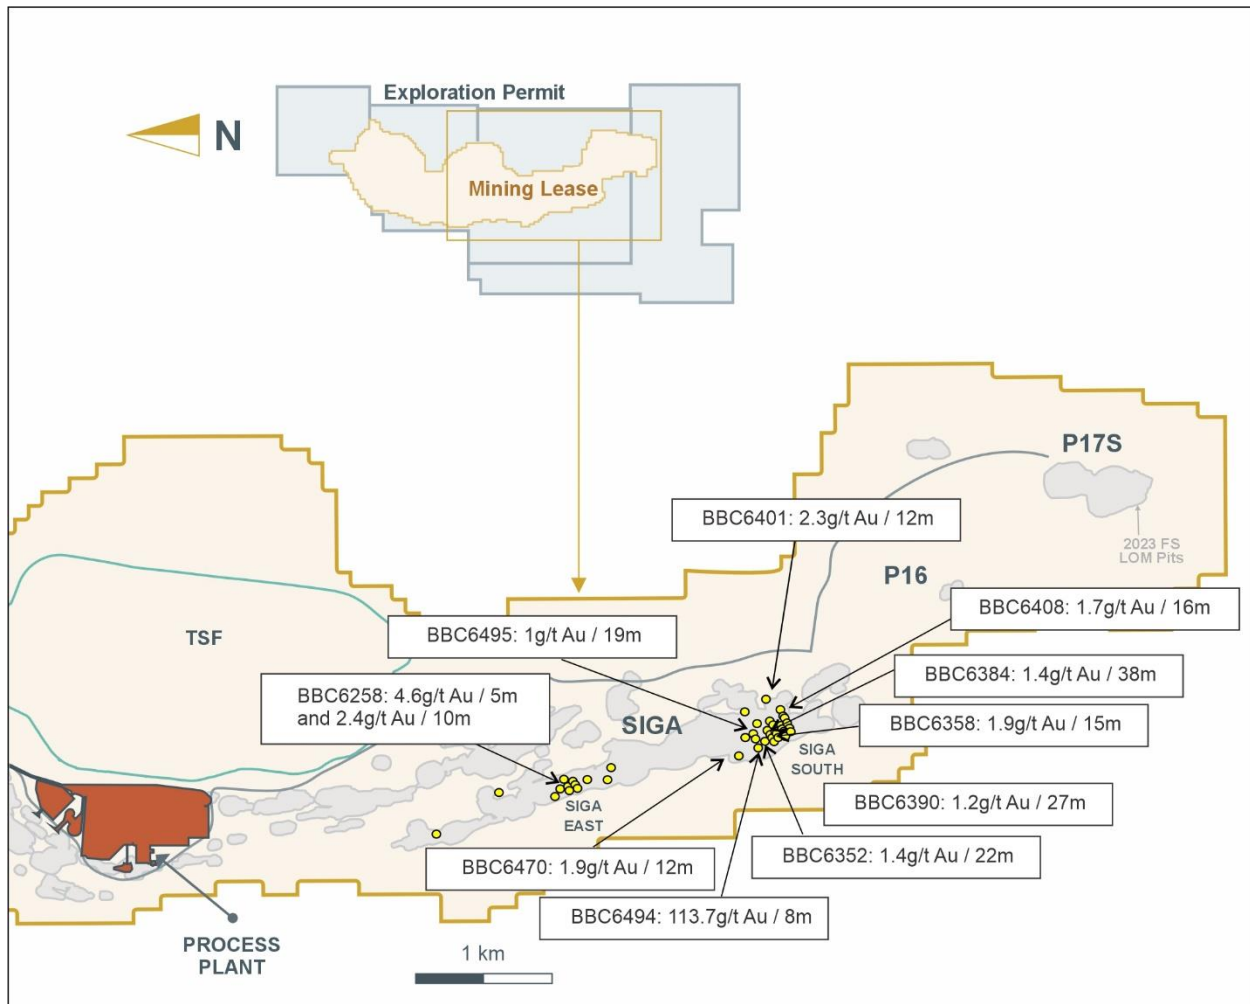 Exploration Permit
N
Mining Lease
P17S
BBC6401: 2.3g/t Au / 12m
2023 FS
LOM Pits
P16
BBC6408: 1.7g/t Au / 16m
TSF
BBC6495: 1g/t Au / 19m
BBC6384: 1.4g/t Au / 38m
BBC6258: 4.6g/t Au / 5m
and 2.4g/t Au / 10m
SIGA
BBC6358: 1.9g/t Au / 15m
SIGA
SOUTH
BBC6390: 1.2g/t Au / 27m
SIGA
EAST
BBC6352: 1.4g/t Au / 22m
BBC6470: 1.9g/t Au / 12m
BBC6494: 113.7g/t Au / 8m
PROCESS
PLANT
1 km